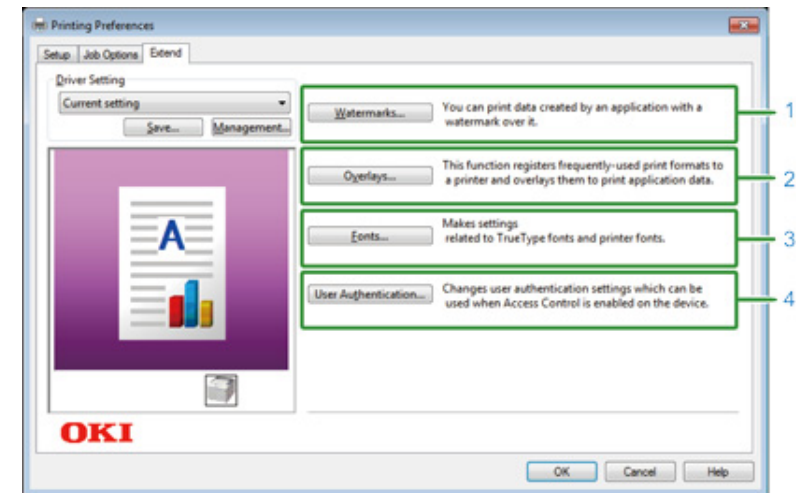 Printing Preferences
Setup Job Options Extend
Driver Setting
Current setting
Save... Management...
Watermarks... You can print data created by an application with a
watermark over it.
1
Overlays... This function registers frequently-used print formats to
a printer and overlays them to print application data.
2
Fonts... Makes settings
related to TrueType fonts and printer fonts.
3
User Authentication... Changes user authentication settings which can be
used when Access Control is enabled on the device.
4
A
OKI
OK Cancel Help